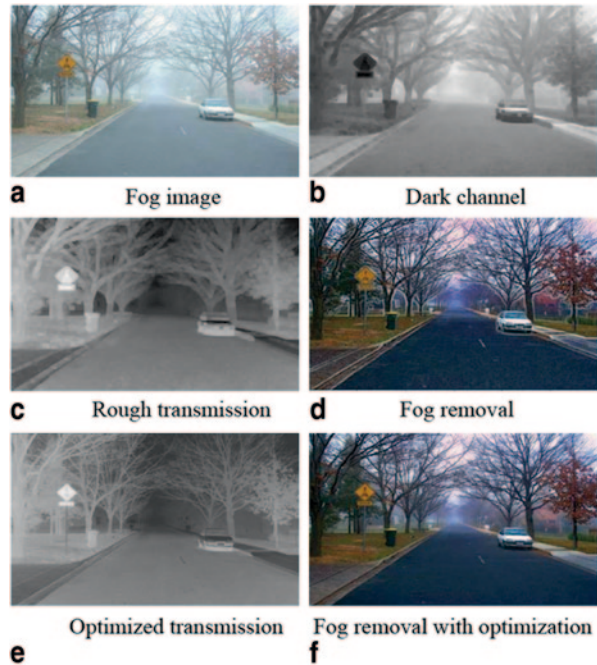 a Fog image
b Dark channel
c Rough transmission
d Fog removal
e Optimized transmission
f Fog removal with optimization